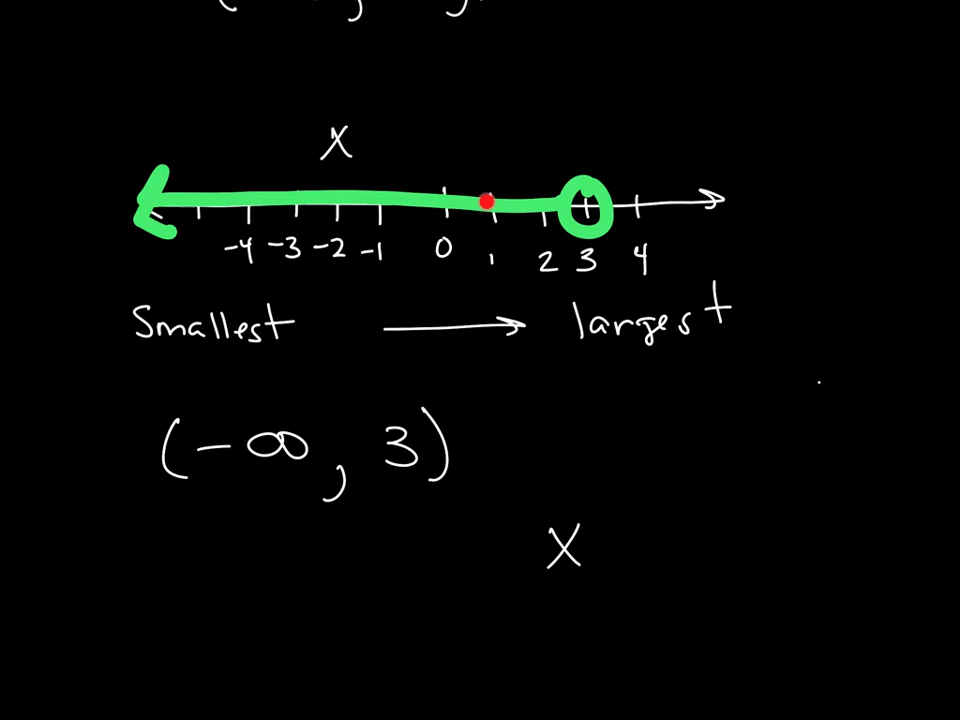 X
-4 -3 -2 -1 0 1 2 3 4
Smallest → largest
(-∞, 3)
X